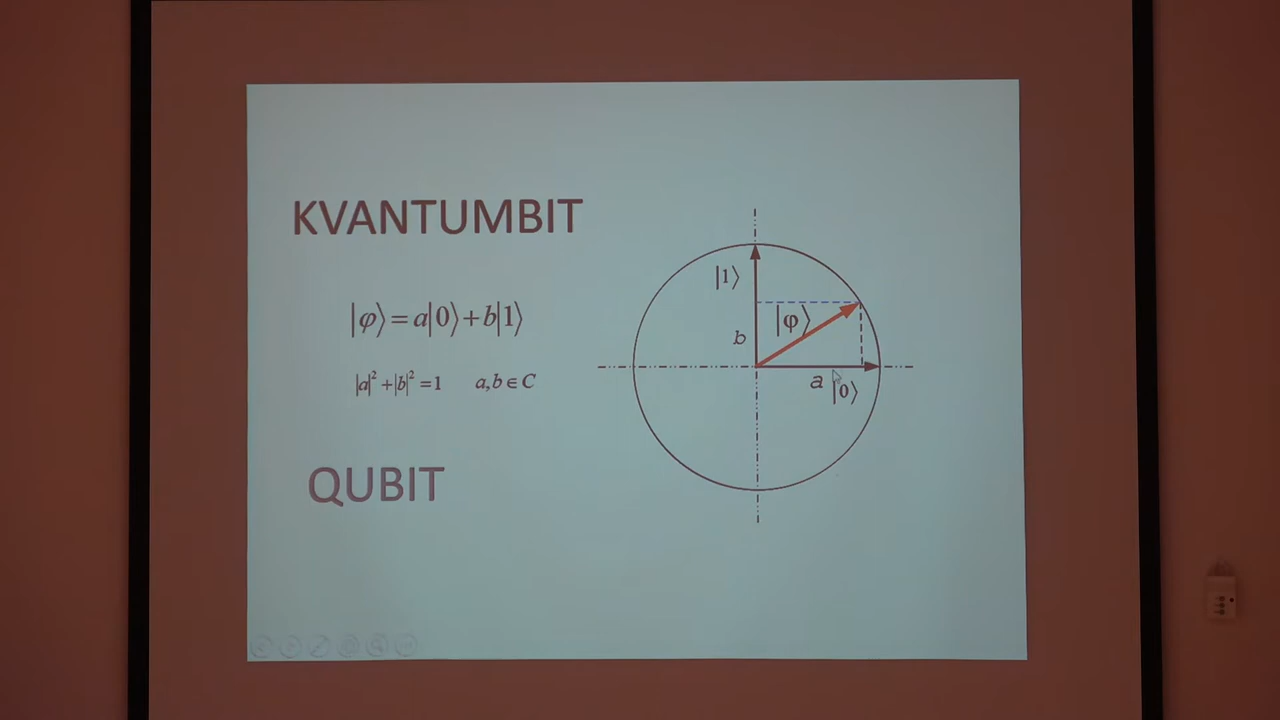 KVANTUMBIT
|φ⟩=a|0⟩+b|1⟩
|a|²+|b|²=1 a,b∈C
QUBIT
|1⟩
|φ⟩
b
a |0⟩